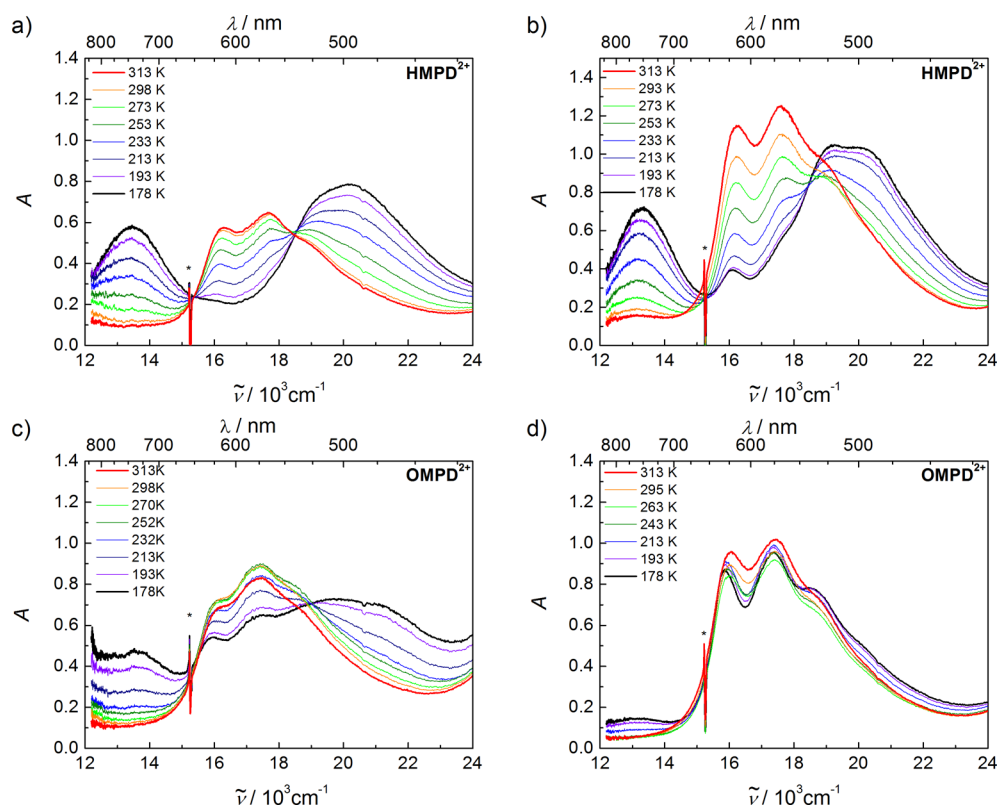 a)
λ / nm
800 700 600 500
HMPD2+
313 K
298 K
273 K
253 K
233 K
213 K
193 K
178 K
*
1.4
1.2
1.0
0.8
0.6
0.4
0.2
0.0
A
12 14 16 18 20 22 24
ν̃ / 10³cm⁻¹
b)
λ / nm
800 700 600 500
HMPD2+
313 K
293 K
273 K
253 K
233 K
213 K
193 K
178 K
*
1.4
1.2
1.0
0.8
0.6
0.4
0.2
0.0
A
12 14 16 18 20 22 24
ν̃ / 10³cm⁻¹
c)
λ / nm
800 700 600 500
OMPD2+
313K
298K
270K
252K
232K
213K
193K
178K
*
1.4
1.2
1.0
0.8
0.6
0.4
0.2
0.0
A
12 14 16 18 20 22 24
ν̃ / 10³cm⁻¹
d)
λ / nm
800 700 600 500
OMPD2+
313 K
295 K
263 K
243 K
213 K
193 K
178 K
*
1.4
1.2
1.0
0.8
0.6
0.4
0.2
0.0
A
12 14 16 18 20 22 24
ν̃ / 10³cm⁻¹